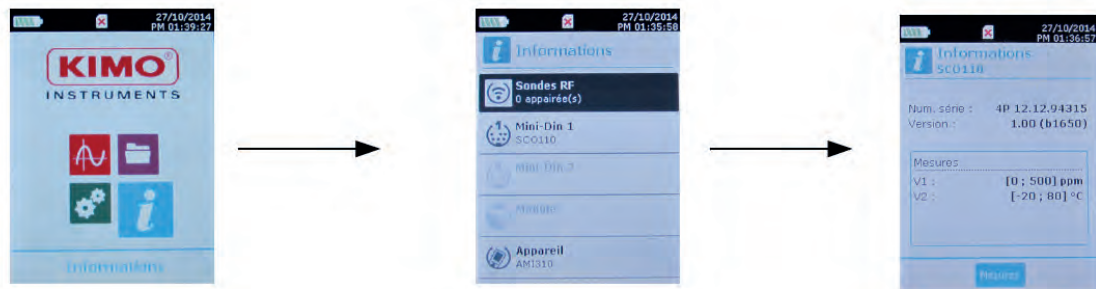 27/10/2014
PM 01:39:27
KIMO®
INSTRUMENTS
Informations
27/10/2014
PM 01:35:58
Informations
Sondes RF
0 appairée(s)
Mini-Din 1
SCO110
Mini-Din 2
Module
Appareil
AMI310
27/10/2014
PM 01:36:57
Informations
SCO110
Num. série : 4P 12.12.94315
Version : 1.00 (b1650)
Mesures
V1 : [0 ; 500] ppm
V2 : [-20 ; 80] °C
Mesures